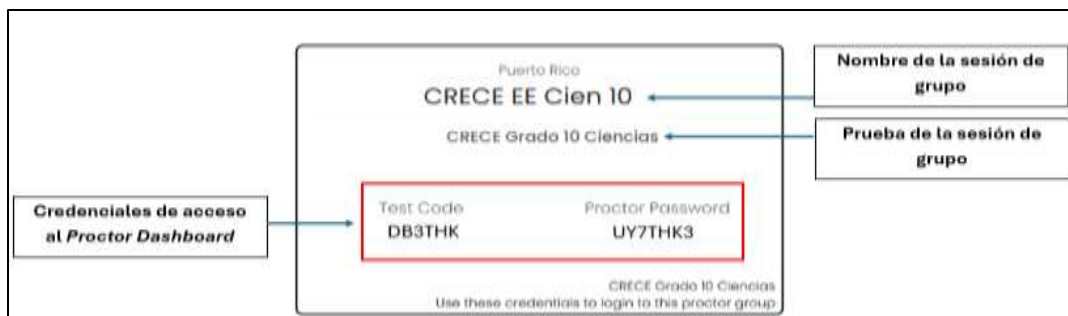 Puerto Rico
CRECE EE Cien 10
CRECE Grado 10 Ciencias
Nombre de la sesión de
grupo
Prueba de la sesión de
grupo
Credenciales de acceso
al Proctor Dashboard
Test Code
Proctor Password
DB3THK
UY7THK3
CRECE Grado 10 Ciencias
Use these credentials to login to this proctor group